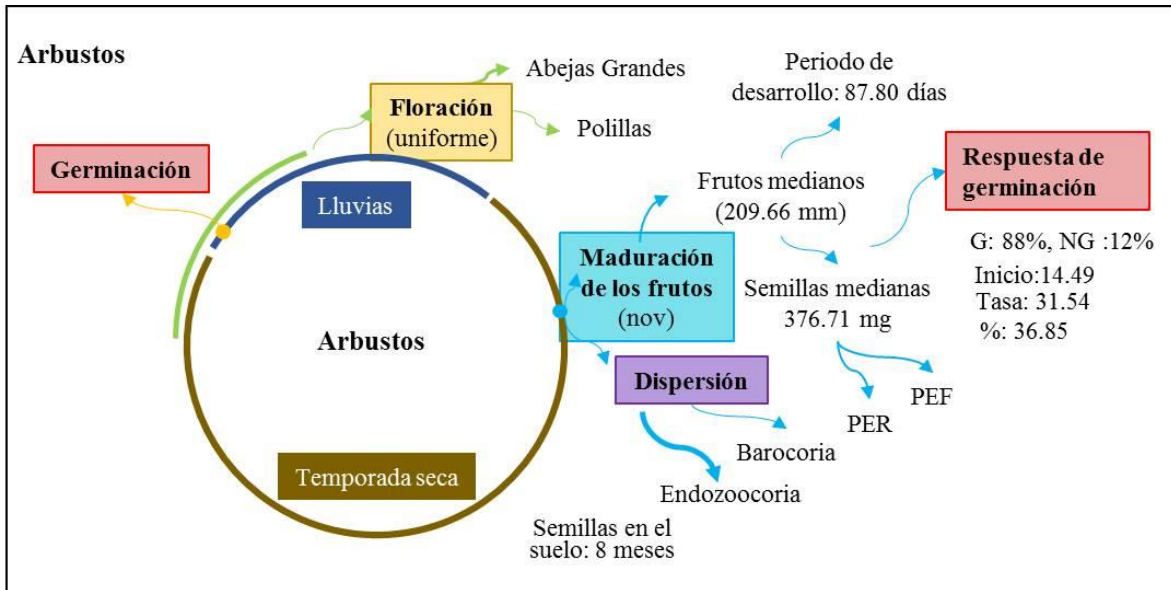 Arbustos
Abejas Grandes
Floración
(uniforme)
Polillas
Germinación
Lluvias
Arbustos
Temporada seca
Periodo de
desarrollo: 87.80 días
Frutos medianos
(209.66 mm)
Respuesta de
germinación
G: 88%, NG :12%
Inicio:14.49
Tasa: 31.54
%: 36.85
Maduración
de los frutos
(nov)
Semillas medianas
376.71 mg
PEF
PER
Dispersión
Barocoria
Endozoocoria
Semillas en el
suelo: 8 meses